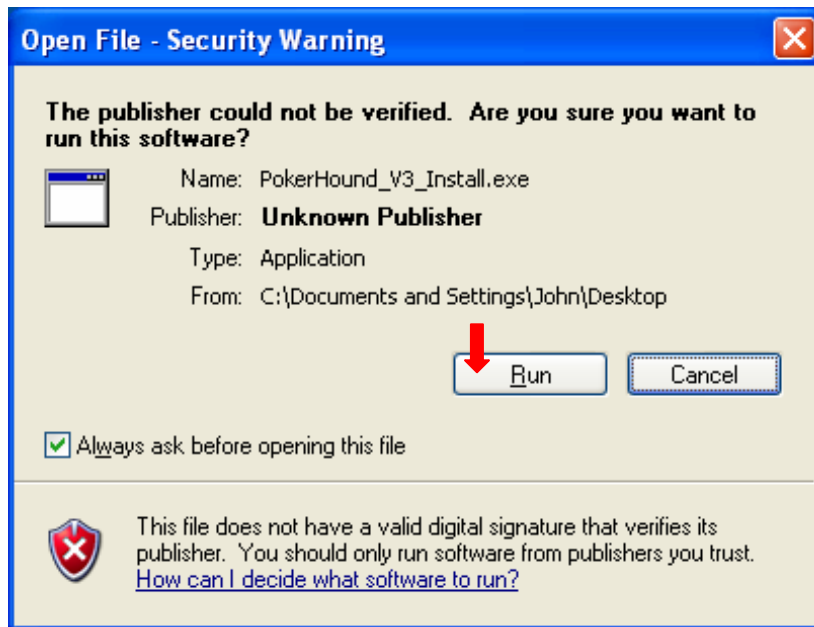 Open File - Security Warning
The publisher could not be verified. Are you sure you want to
run this software?
Name: PokerHound_V3_Install.exe
Publisher: Unknown Publisher
Type: Application
From: C:\Documents and Settings\John\Desktop
Run Cancel
Always ask before opening this file
This file does not have a valid digital signature that verifies its
publisher. You should only run software from publishers you trust.
How can I decide what software to run?